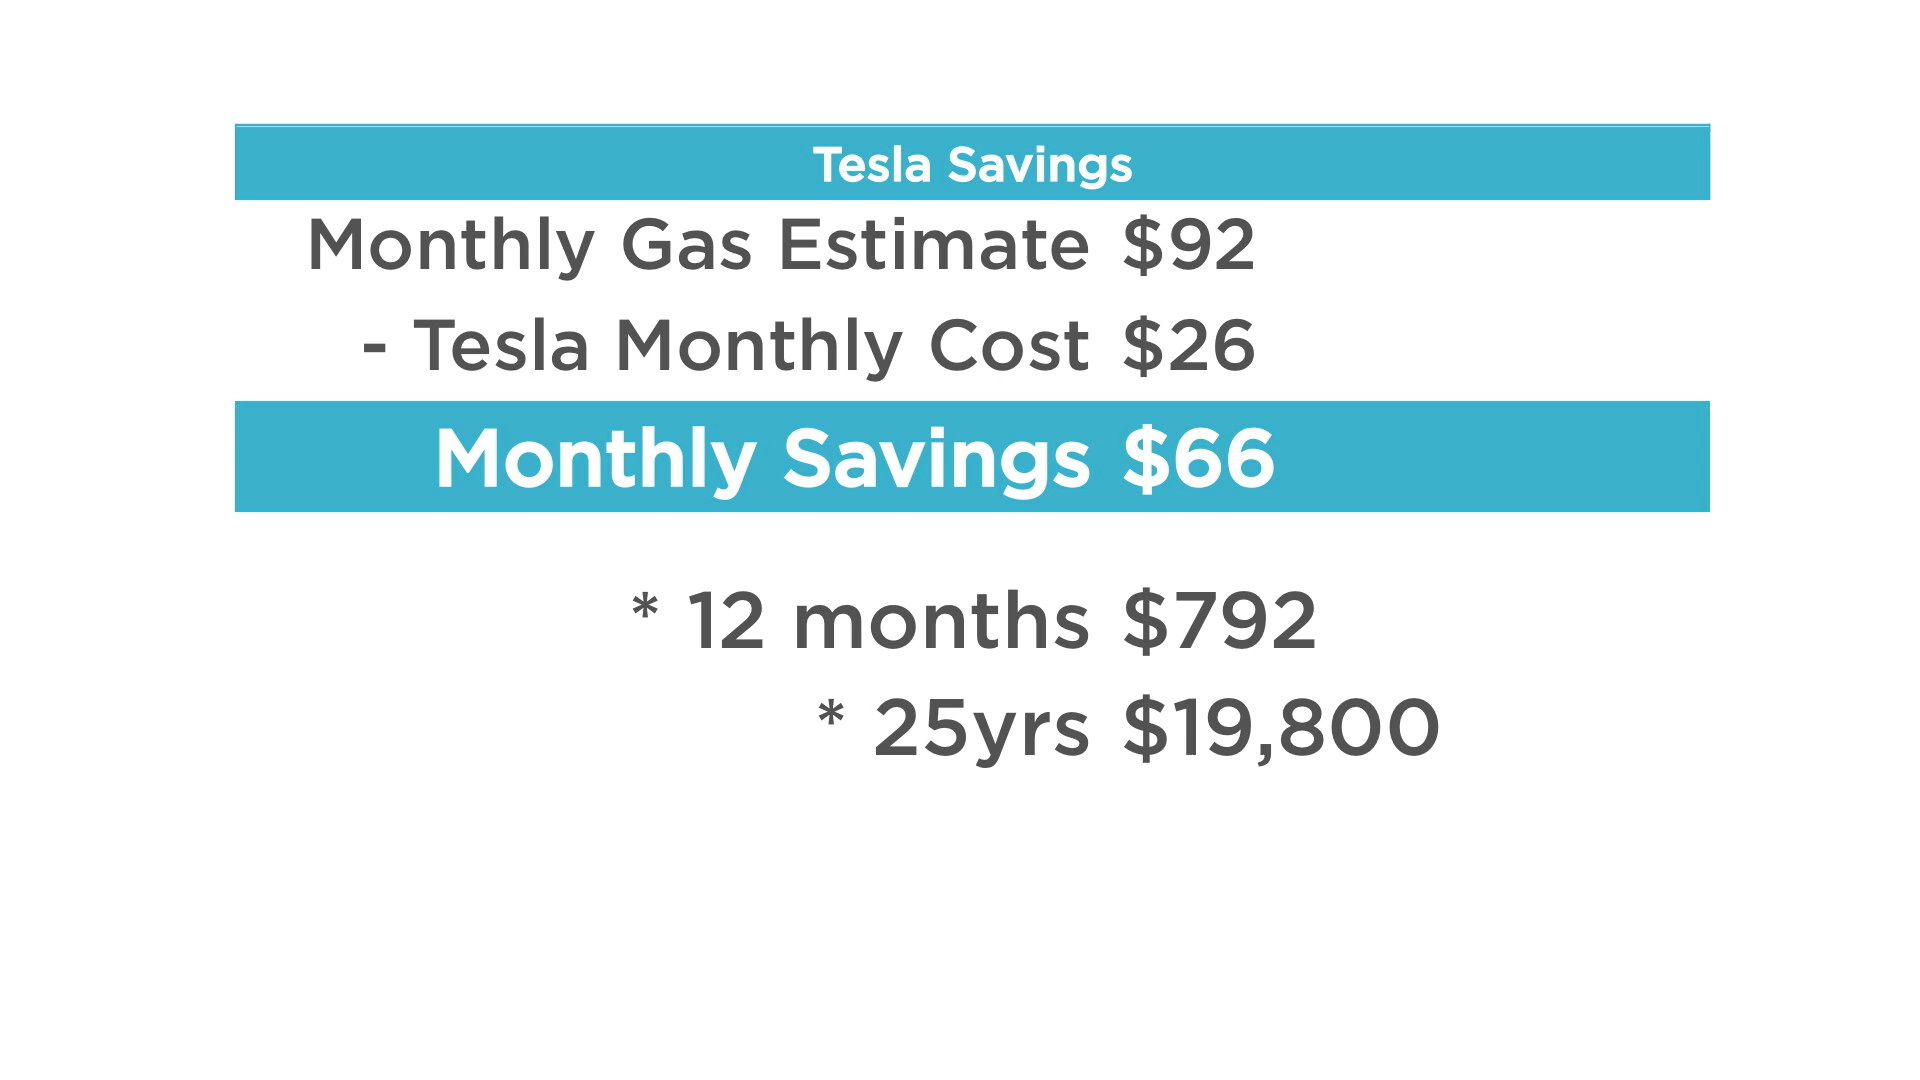 Tesla Savings
Monthly Gas Estimate $92
- Tesla Monthly Cost $26
Monthly Savings $66
* 12 months $792
* 25yrs $19,800